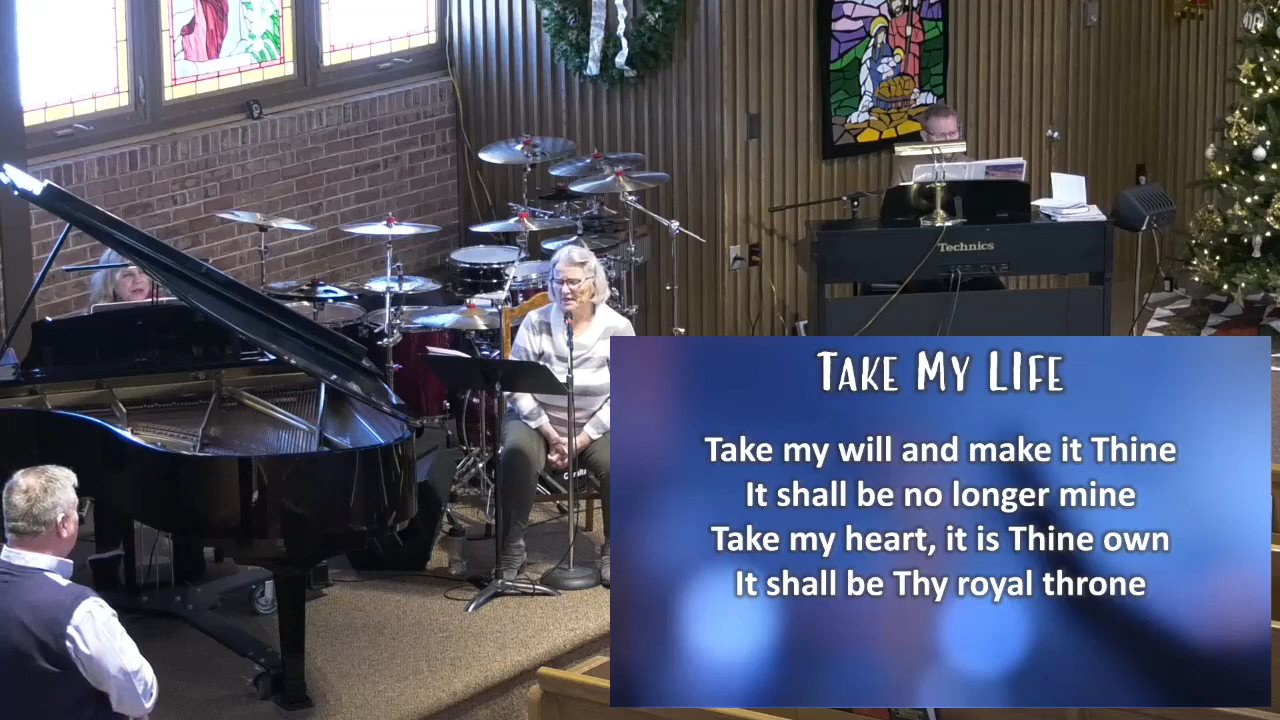 Technics
TAKE MY LIFE
Take my will and make it Thine
It shall be no longer mine
Take my heart, it is Thine own
It shall be Thy royal throne